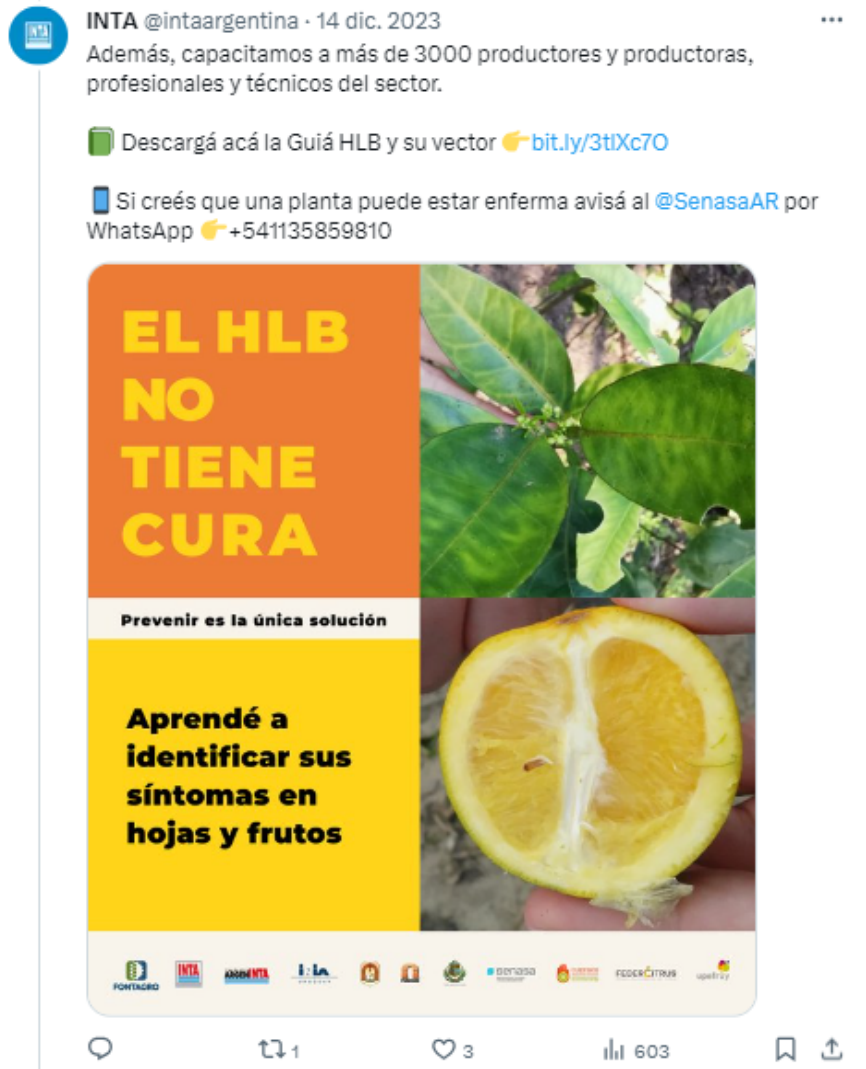 INTA @intaargentina · 14 dic. 2023
Además, capacitamos a más de 3000 productores y productoras,
profesionales y técnicos del sector.
Descargá acá la Guiá HLB y su vector 👉bit.ly/3tlXc7O
Si creés que una planta puede estar enferma avisá al @SenasaAR por
WhatsApp 👉+541135859810
EL HLB
NO
TIENE
CURA
Prevenir es la única solución
Aprendé a
identificar sus
síntomas en
hojas y frutos
FONTAGRO INTA ARGENINTA senasa FEDERCITRUS upefruy
1 3 603